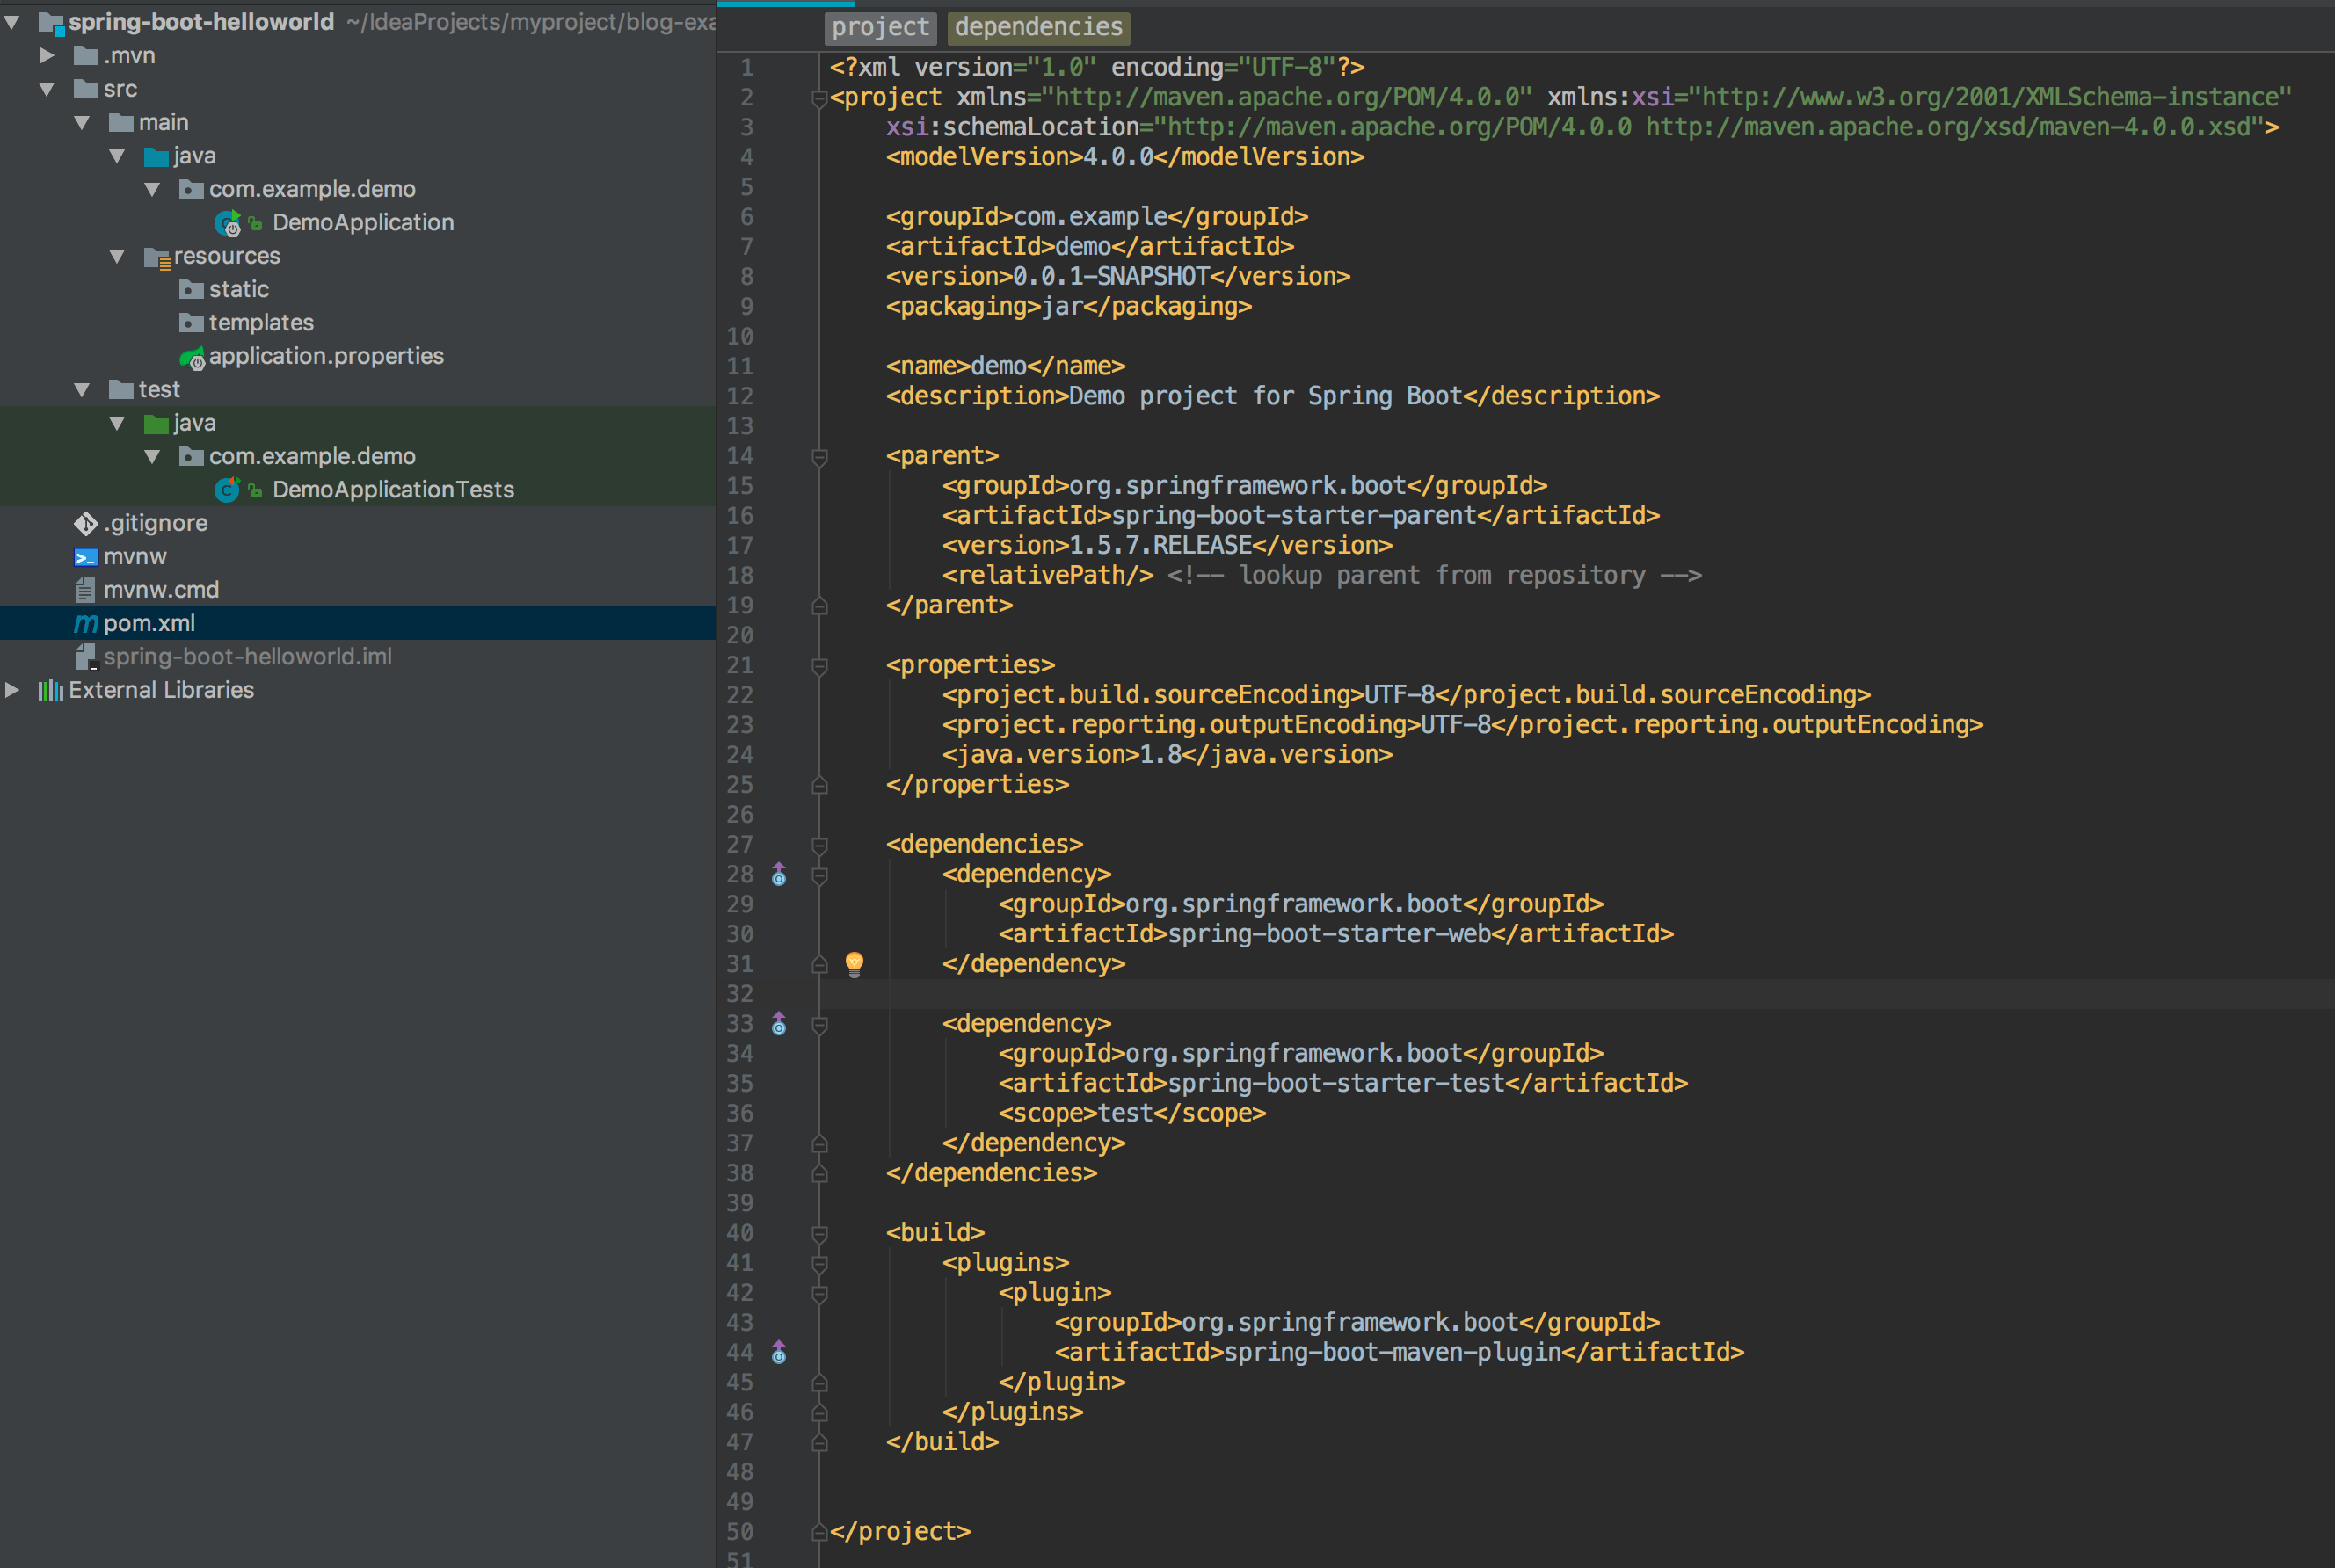 spring-boot-helloworld ~/IdeaProjects/myproject/blog-exa
.mvn
src
main
java
com.example.demo
DemoApplication
resources
static
templates
application.properties
test
java
com.example.demo
DemoApplicationTests
.gitignore
mvnw
mvnw.cmd
pom.xml
spring-boot-helloworld.iml
External Libraries
project dependencies
1 <?xml version="1.0" encoding="UTF-8"?>
2 <project xmlns="http://maven.apache.org/POM/4.0.0" xmlns:xsi="http://www.w3.org/2001/XMLSchema-instance"
3 xsi:schemaLocation="http://maven.apache.org/POM/4.0.0 http://maven.apache.org/xsd/maven-4.0.0.xsd">
4 <modelVersion>4.0.0</modelVersion>
5
6 <groupId>com.example</groupId>
7 <artifactId>demo</artifactId>
8 <version>0.0.1-SNAPSHOT</version>
9 <packaging>jar</packaging>
10
11 <name>demo</name>
12 <description>Demo project for Spring Boot</description>
13
14 <parent>
15 <groupId>org.springframework.boot</groupId>
16 <artifactId>spring-boot-starter-parent</artifactId>
17 <version>1.5.7.RELEASE</version>
18 <relativePath/> <!-- lookup parent from repository -->
19 </parent>
20
21 <properties>
22 <project.build.sourceEncoding>UTF-8</project.build.sourceEncoding>
23 <project.reporting.outputEncoding>UTF-8</project.reporting.outputEncoding>
24 <java.version>1.8</java.version>
25 </properties>
26
27 <dependencies>
28 <dependency>
29 <groupId>org.springframework.boot</groupId>
30 <artifactId>spring-boot-starter-web</artifactId>
31 </dependency>
32
33 <dependency>
34 <groupId>org.springframework.boot</groupId>
35 <artifactId>spring-boot-starter-test</artifactId>
36 <scope>test</scope>
37 </dependency>
38 </dependencies>
39
40 <build>
41 <plugins>
42 <plugin>
43 <groupId>org.springframework.boot</groupId>
44 <artifactId>spring-boot-maven-plugin</artifactId>
45 </plugin>
46 </plugins>
47 </build>
48
49
50 </project>
51